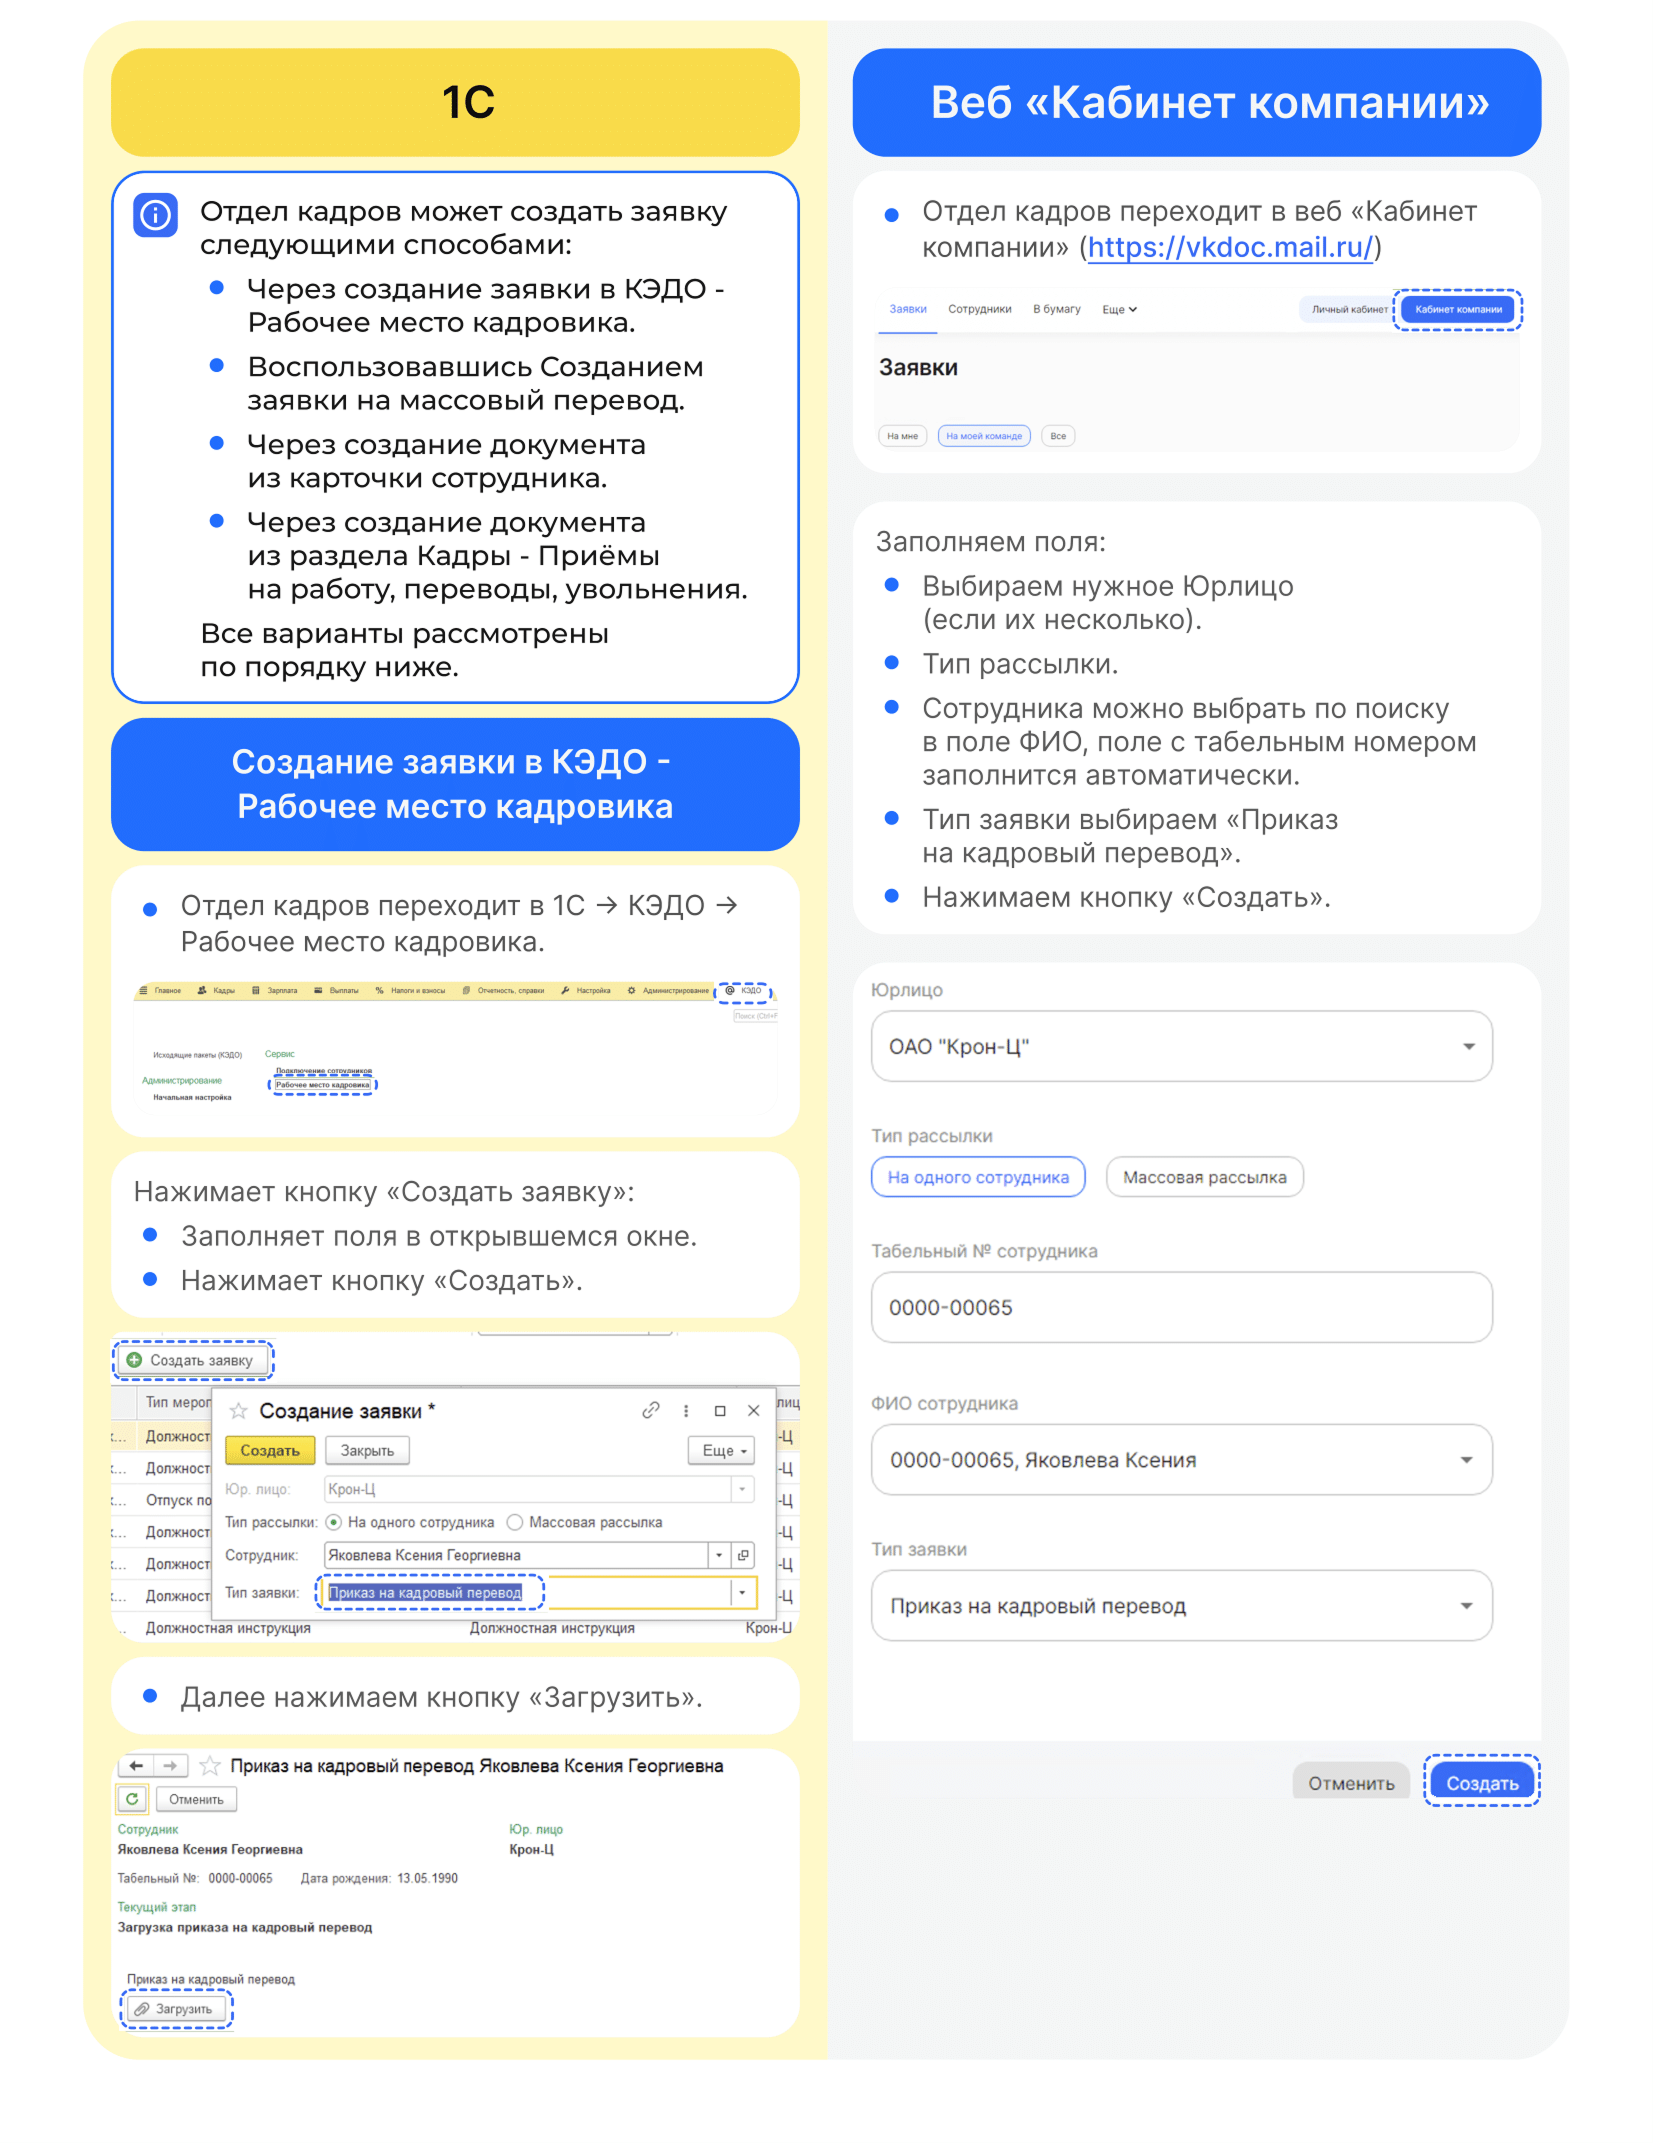 1С
Отдел кадров может создать заявку
следующими способами:
Через создание заявки в КЭДО -
Рабочее место кадровика.
Воспользовавшись Созданием
заявки на массовый перевод.
Через создание документа
из карточки сотрудника.
Через создание документа
из раздела Кадры - Приёмы
на работу, переводы, увольнения.
Все варианты рассмотрены
по порядку ниже.
Создание заявки в КЭДО -
Рабочее место кадровика
Отдел кадров переходит в 1С → КЭДО →
Рабочее место кадровика.
Главное Кадры Зарплата Выплаты Налоги и взносы Отчетность, справки Настройка Администрирование КЭДО
Поиск (Ctrl+F
Исходящие пакеты (КЭДО) Сервис
Подключение сотрудников
Администрирование Рабочее место кадровика
Начальная настройка
Нажимает кнопку «Создать заявку»:
Заполняет поля в открывшемся окне.
Нажимает кнопку «Создать».
Создать заявку
Тип мероп
лиц
Создание заявки *
к... Должност -Ц
Создать Закрыть Еще
к... Должност -Ц
Юр. лицо: Крон-Ц
к... Отпуск по -Ц
Тип рассылки: На одного сотрудника Массовая рассылка
к... Должност -Ц
Сотрудник: Яковлева Ксения Георгиевна
к... Должност -Ц
Тип заявки: Приказ на кадровый перевод
к... Должност -Ц
... Должностная инструкция Должностная инструкция Крон-Ц
Далее нажимаем кнопку «Загрузить».
Приказ на кадровый перевод Яковлева Ксения Георгиевна
Отменить
Сотрудник Юр. лицо
Яковлева Ксения Георгиевна Крон-Ц
Табельный №: 0000-00065 Дата рождения: 13.05.1990
Текущий этап
Загрузка приказа на кадровый перевод
Приказ на кадровый перевод
Загрузить
Веб «Кабинет компании»
Отдел кадров переходит в веб «Кабинет
компании» (https://vkdoc.mail.ru/)
Заявки Сотрудники В бумагу Еще Личный кабинет Кабинет компании
Заявки
На мне На моей команде Все
Заполняем поля:
Выбираем нужное Юрлицо
(если их несколько).
Тип рассылки.
Сотрудника можно выбрать по поиску
в поле ФИО, поле с табельным номером
заполнится автоматически.
Тип заявки выбираем «Приказ
на кадровый перевод».
Нажимаем кнопку «Создать».
Юрлицо
ОАО "Крон-Ц"
Тип рассылки
На одного сотрудника Массовая рассылка
Табельный № сотрудника
0000-00065
ФИО сотрудника
0000-00065, Яковлева Ксения
Тип заявки
Приказ на кадровый перевод
Отменить Создать